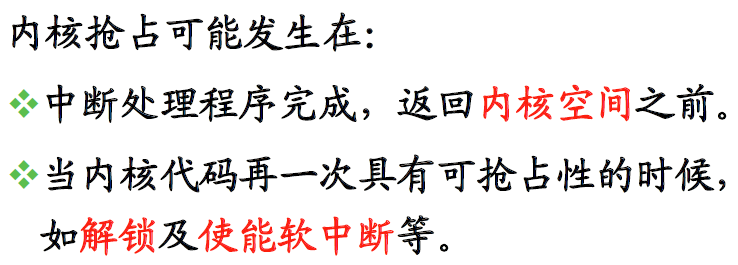 内核抢占可能发生在:
❖中断处理程序完成，返回内核空间之前。
❖当内核代码再一次具有可抢占性的时候，
如解锁及使能软中断等。